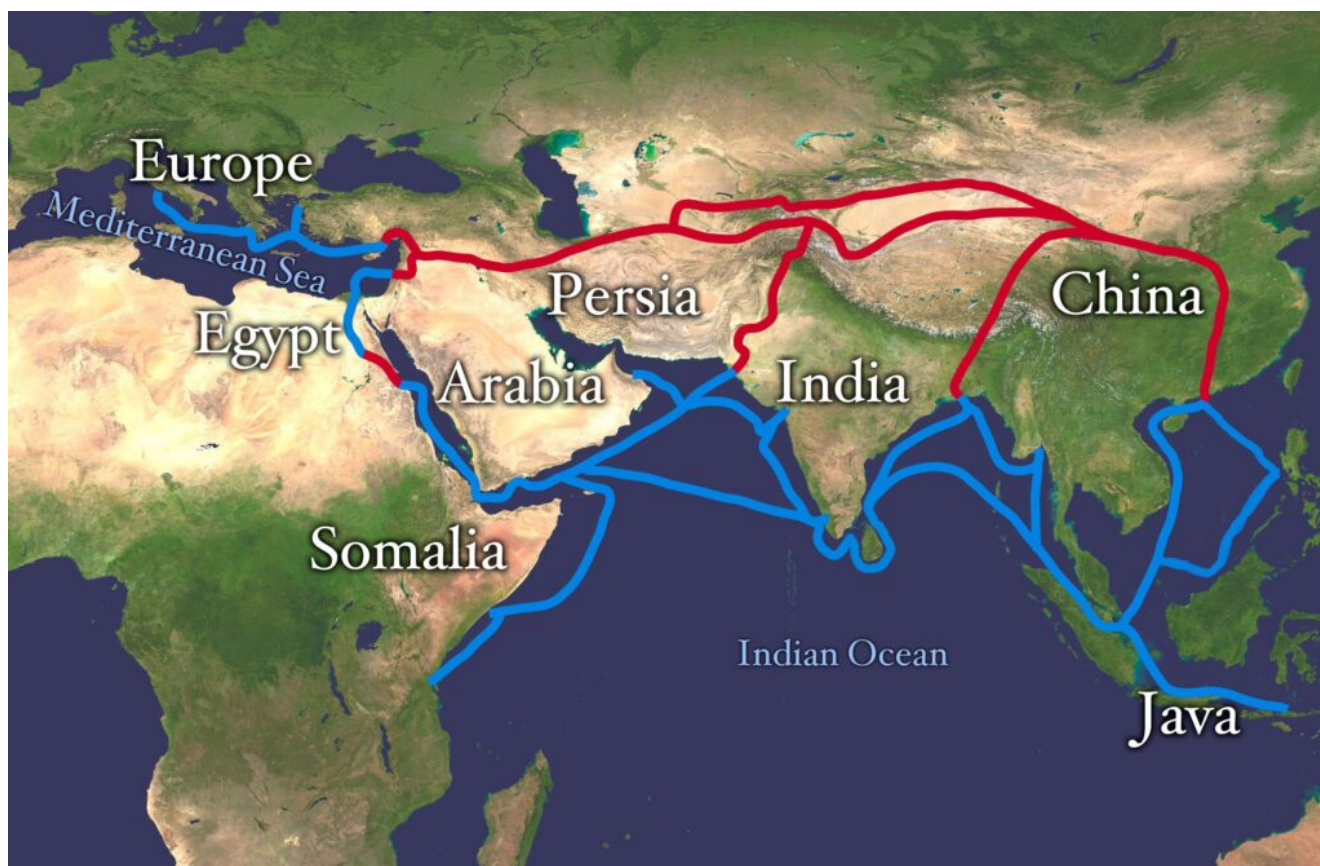 Europe
Mediterranean Sea
Egypt
Persia
China
Arabia
India
Somalia
Indian Ocean
Java